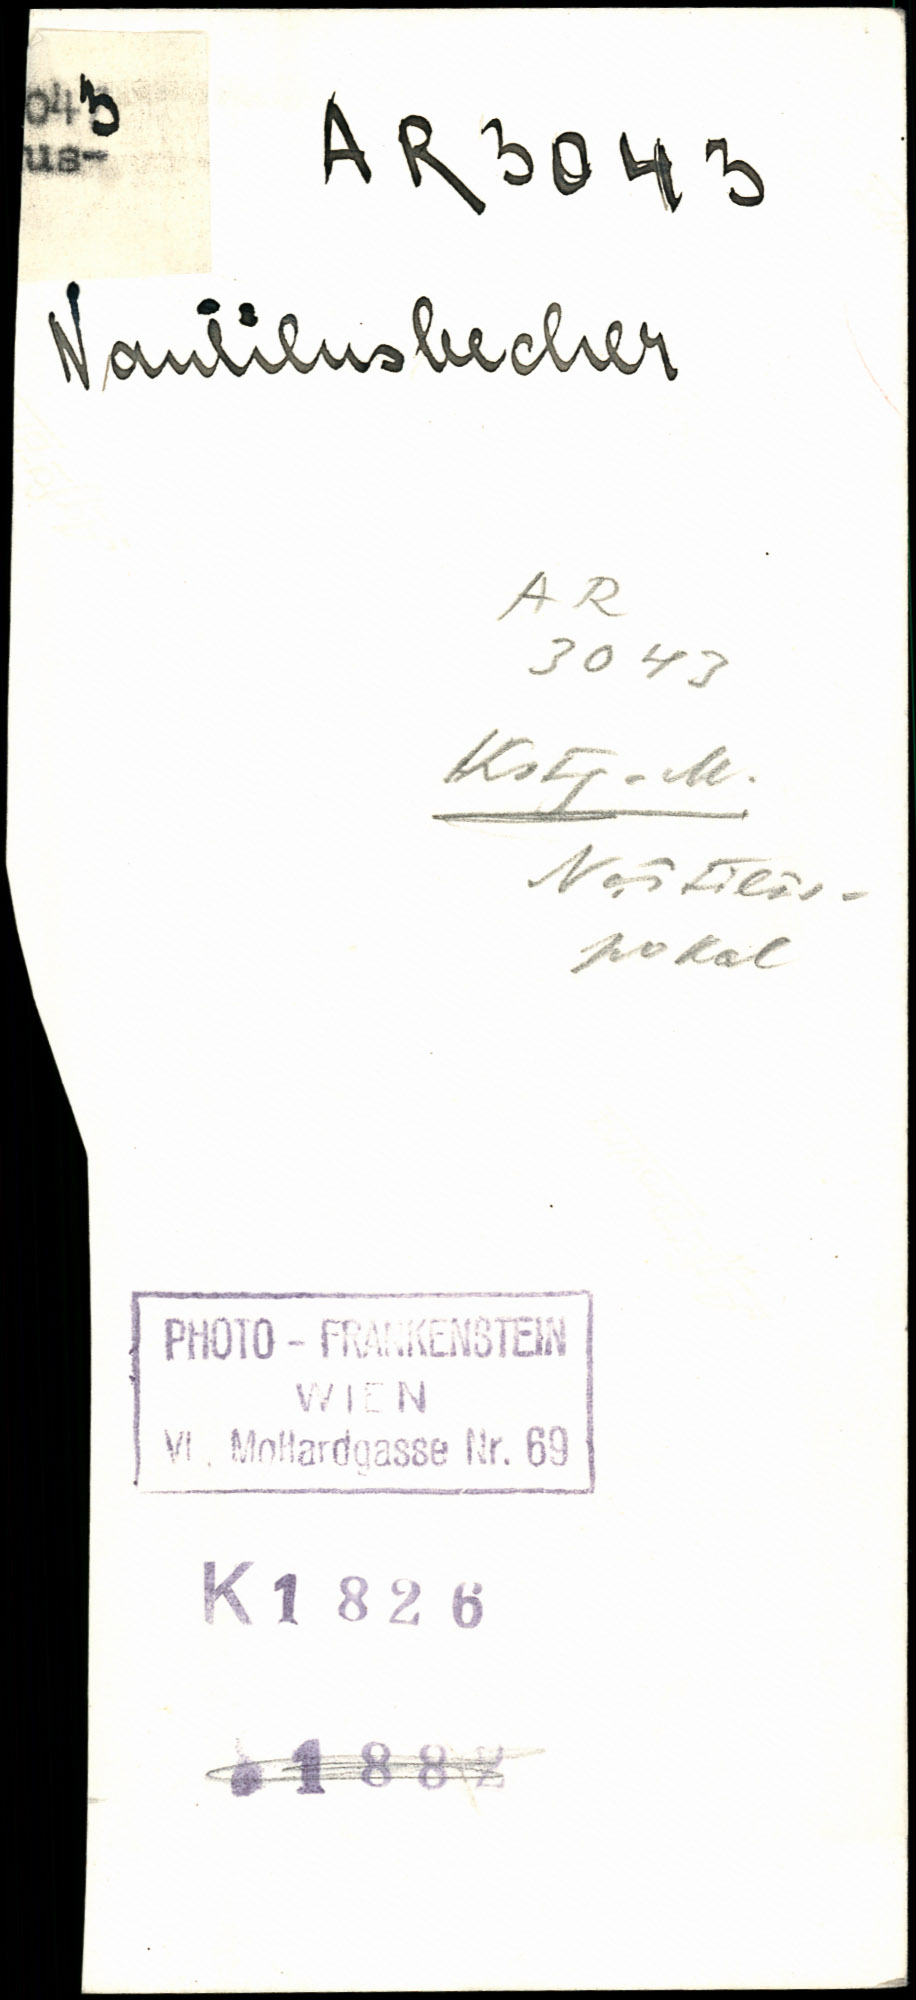 043
us-
AR3043
Nautilusbecher
AR
3043
Kstg.-M.
Nautilus-
pokal
PHOTO - FRANKENSTEIN
WIEN
VI., Mollardgasse Nr. 69
K1826
1882